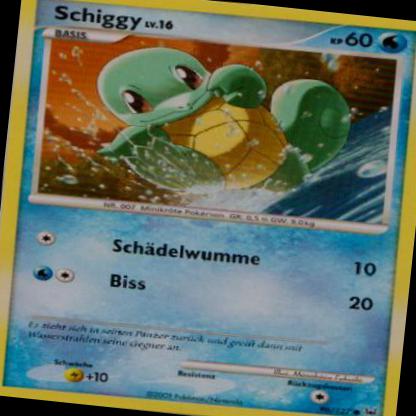 Schiggy LV.16
BASIS
KP 60
NR. 007 Minikröte Pokémon. GR: 0,5 m GW: 9,0 kg
Schädelwumme 10
Biss 20
Es zieht sich in seinen Panzer zurück und greift dann mit
Wasserstrahlen seine Gegner an.
Schwäche
+10
Resistenz
Rückzugskosten
Illus.
Pokémon/Nintendo